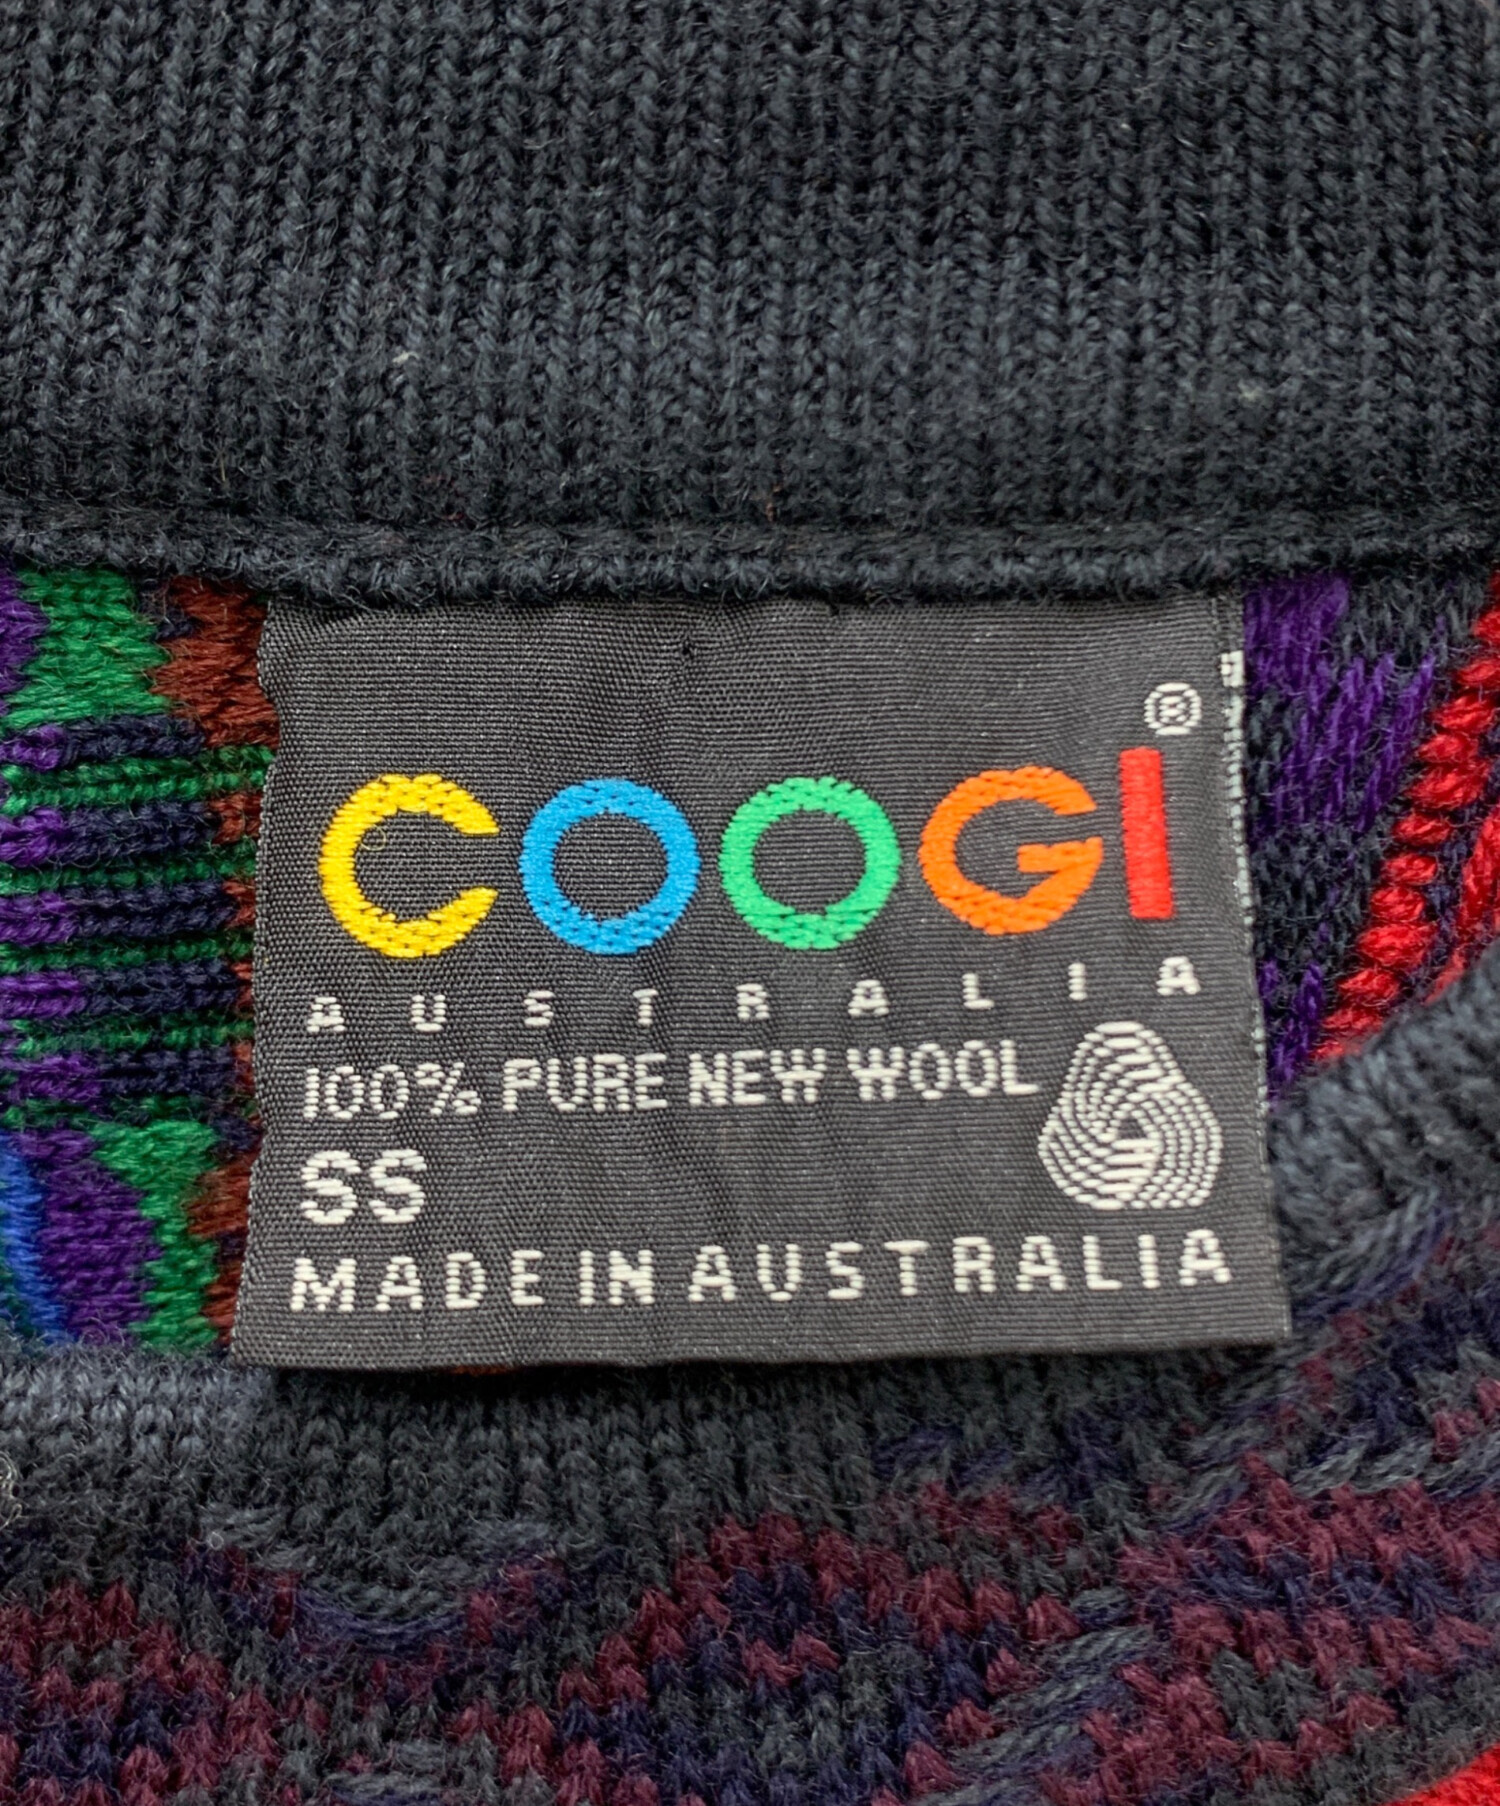 COOGI®
AUSTRALIA
100% PURE NEW WOOL
SS
MADE IN AUSTRALIA